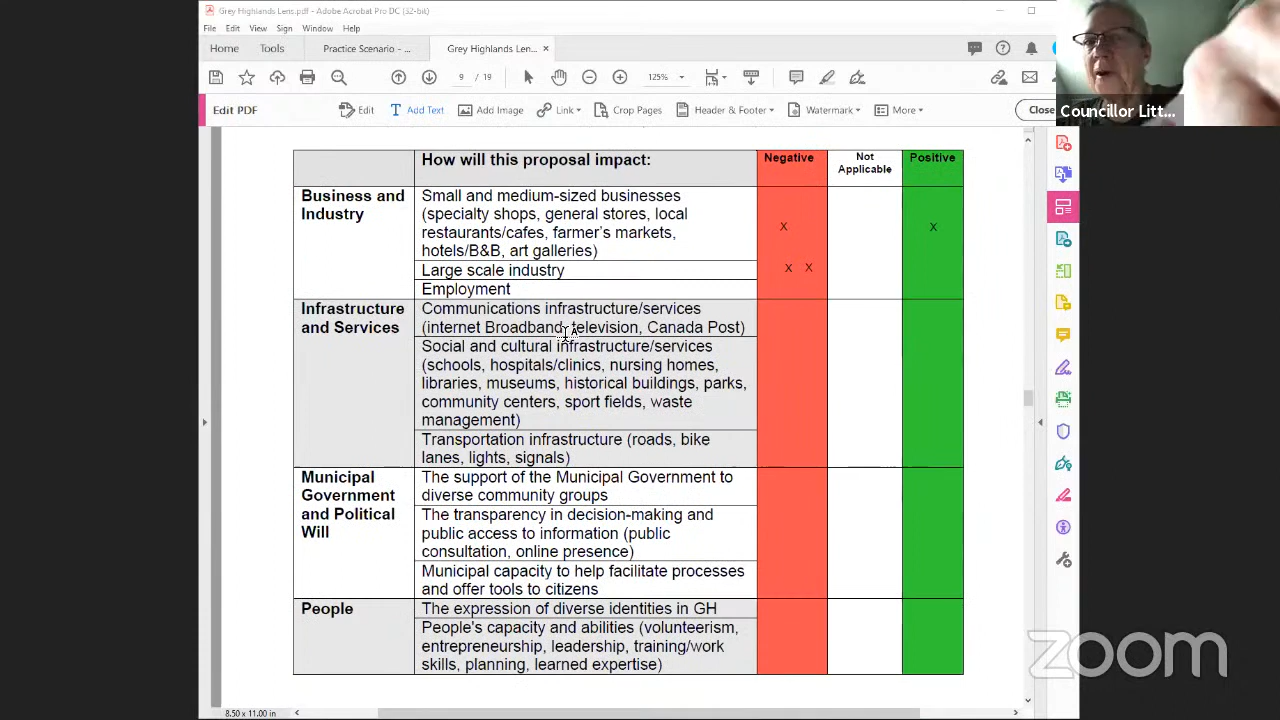 Grey Highlands Lens.pdf - Adobe Acrobat Pro DC (32-bit)
File Edit View Sign Window Help
Home Tools Practice Scenario - ... Grey Highlands Len... ×
9 / 19 125%
Edit PDF Edit Add Text Add Image Link Crop Pages Header & Footer Watermark More Close
Councillor Litt...
How will this proposal impact: Negative Not Applicable Positive
Business and Industry
Small and medium-sized businesses
(specialty shops, general stores, local
restaurants/cafes, farmer's markets,
hotels/B&B, art galleries)
X X
Large scale industry
X X
Employment
Infrastructure and Services
Communications infrastructure/services
(internet Broadband, television, Canada Post)
Social and cultural infrastructure/services
(schools, hospitals/clinics, nursing homes,
libraries, museums, historical buildings, parks,
community centers, sport fields, waste
management)
Transportation infrastructure (roads, bike
lanes, lights, signals)
Municipal Government and Political Will
The support of the Municipal Government to
diverse community groups
The transparency in decision-making and
public access to information (public
consultation, online presence)
Municipal capacity to help facilitate processes
and offer tools to citizens
People
The expression of diverse identities in GH
People's capacity and abilities (volunteerism,
entrepreneurship, leadership, training/work
skills, planning, learned expertise)
zoom
8.50 x 11.00 in